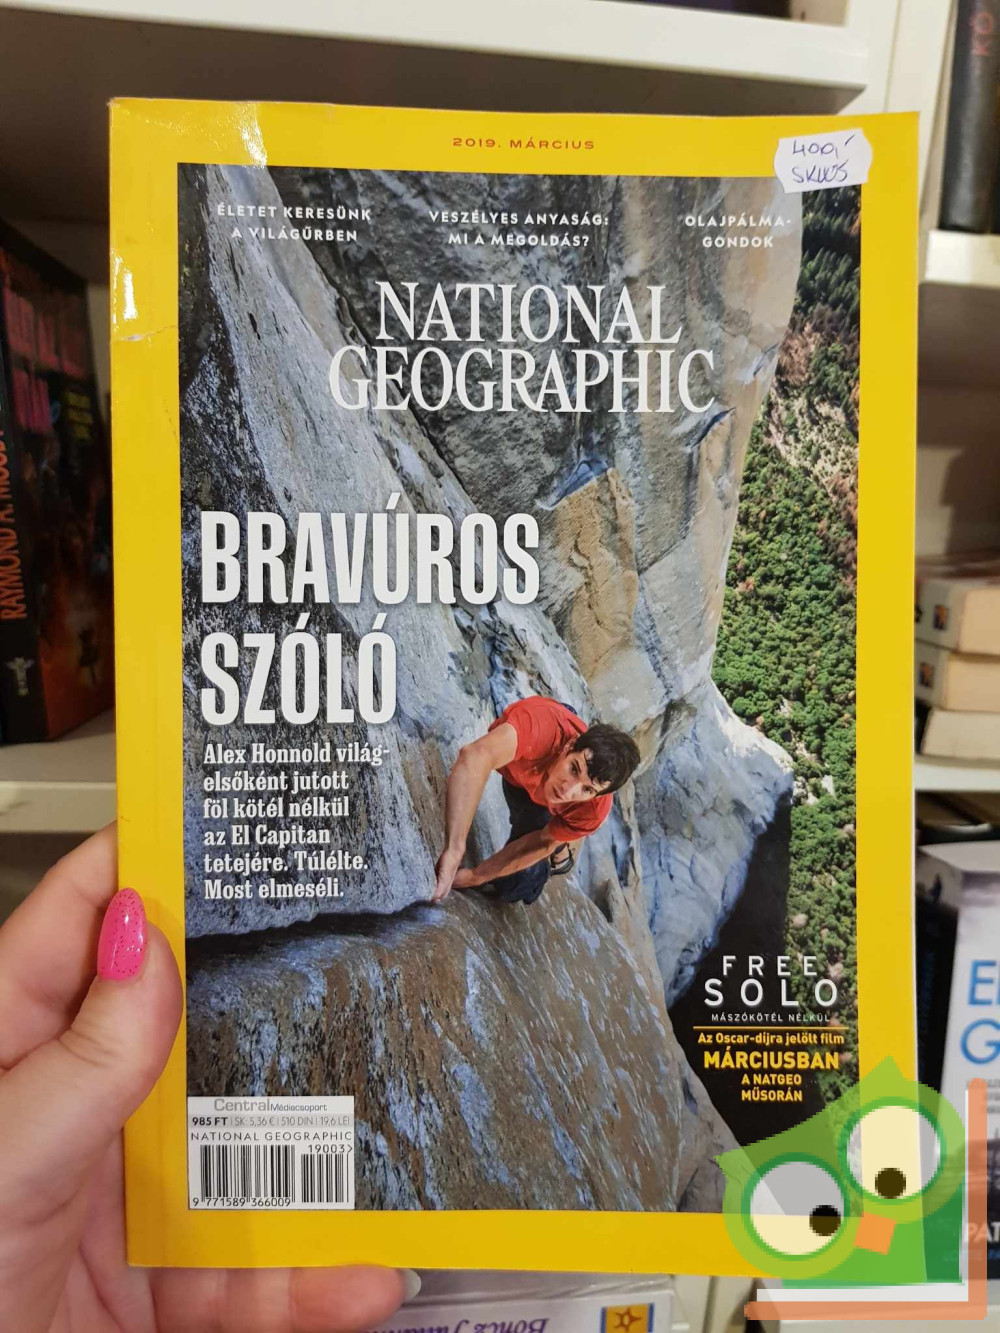 2019. MÁRCIUS
400,-
ÉLETET KERESÜNK
A VILÁGŰRBEN
VESZÉLYES ANYASÁG:
MI A MEGOLDÁS?
OLAJPÁLMA-
GONDOK
NATIONAL
GEOGRAPHIC
BRAVÚROS
SZÓLÓ
Alex Honnold világ-
elsőként jutott
föl kötél nélkül
az El Capitan
tetejére. Túlélte.
Most elmeséli.
FREE
SOLO
MÁSZÓKÖTÉL NÉLKÜL
Az Oscar-díjra jelölt film
MÁRCIUSBAN
A NATGEO
MŰSORÁN
Central Médiacsoport
985 FT | SK: 5,36 € | 510 DIN | 19,6 LEI
NATIONAL GEOGRAPHIC
19003>
9 771589 366009
RAYMOND A.